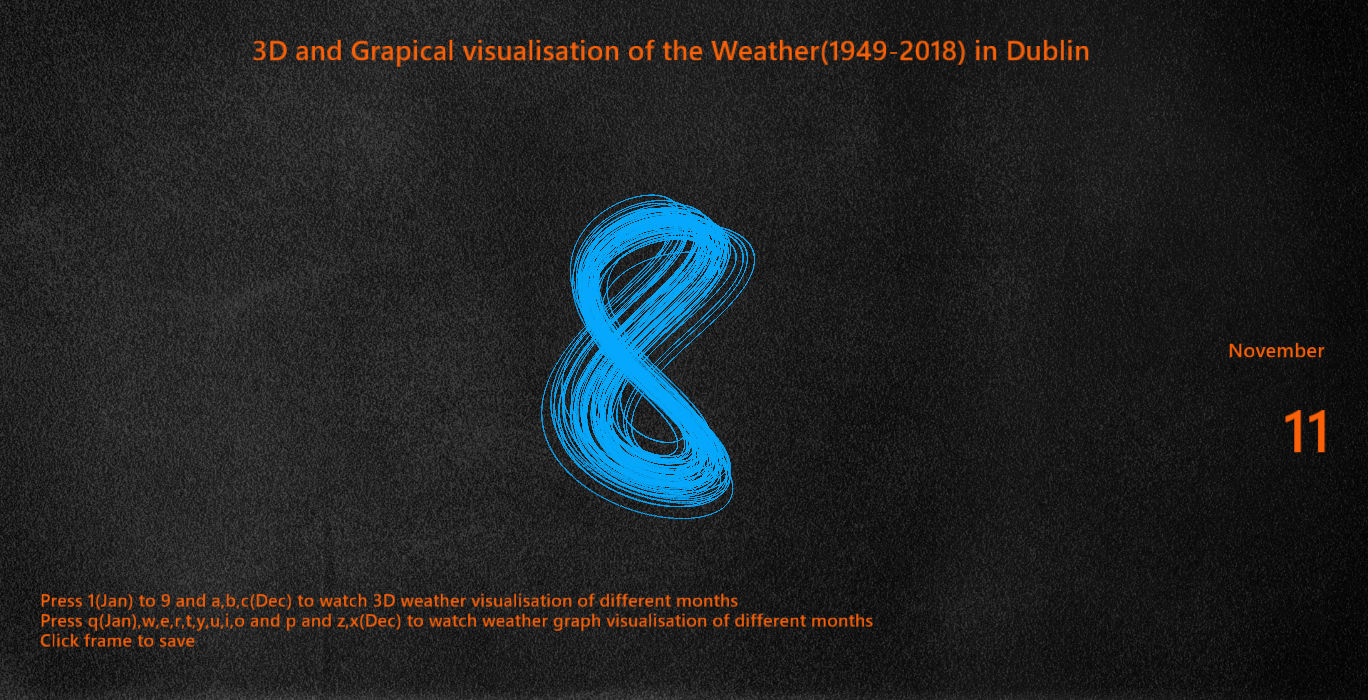 3D and Grapical visualisation of the Weather(1949-2018) in Dublin
November
11
Press 1(Jan) to 9 and a,b,c(Dec) to watch 3D weather visualisation of different months
Press q(Jan),w,e,r,t,y,u,i,o and p and z,x(Dec) to watch weather graph visualisation of different months
Click frame to save